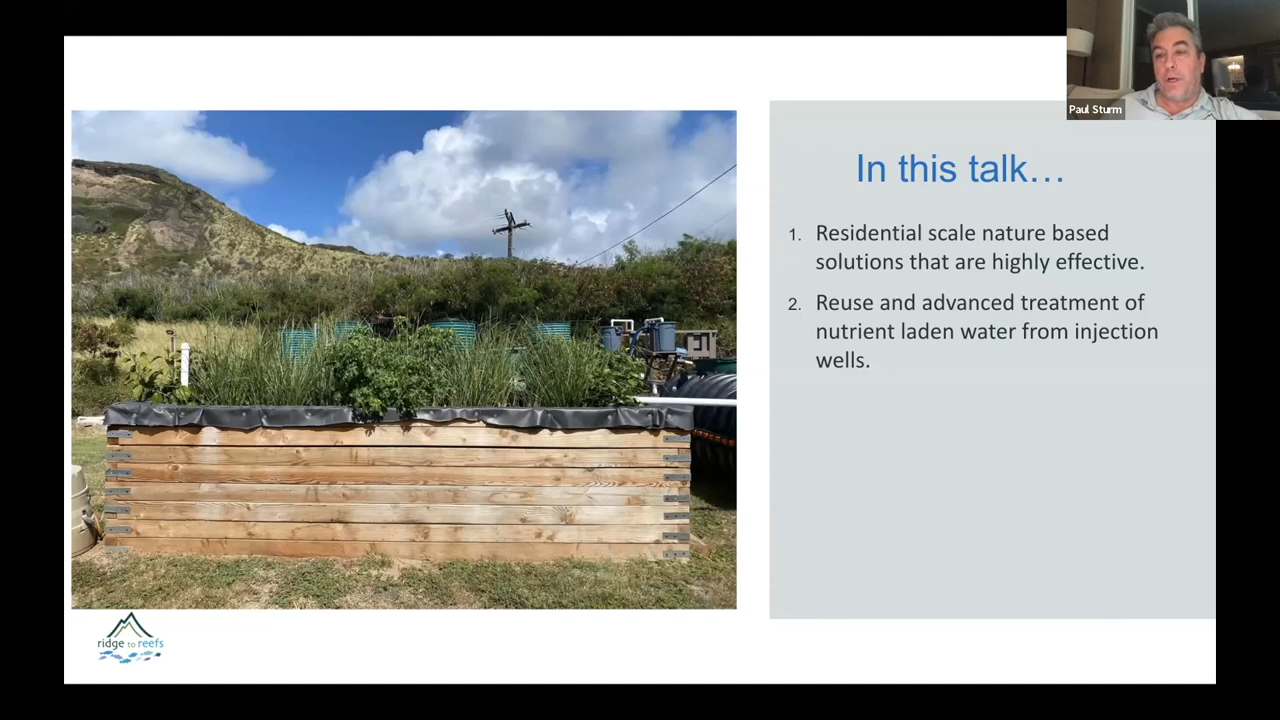 Paul Sturm
In this talk…
1. Residential scale nature based
solutions that are highly effective.
2. Reuse and advanced treatment of
nutrient laden water from injection
wells.
ridge to reefs